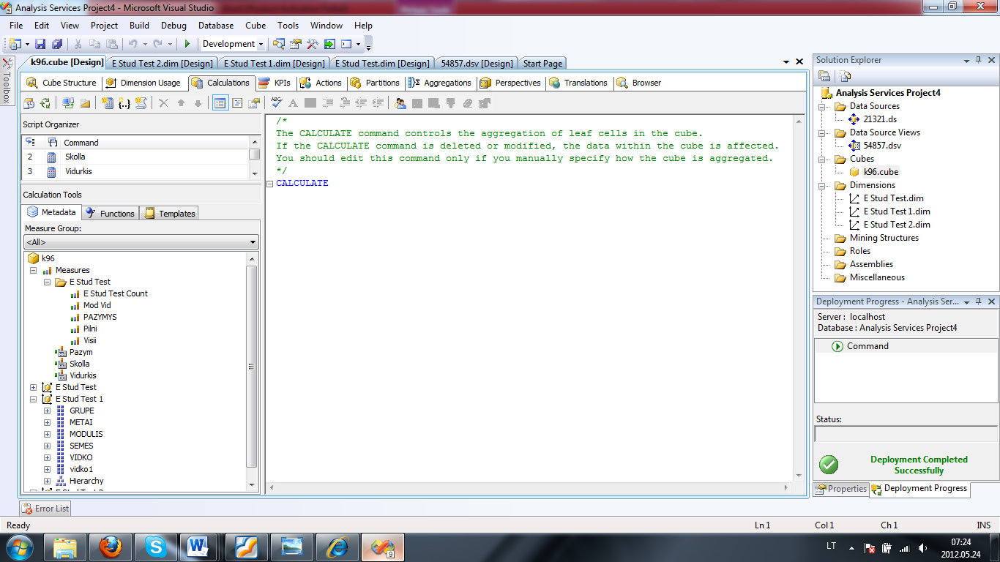 Analysis Services Project4 - Microsoft Visual Studio
File Edit View Project Build Debug Database Cube Tools Window Help
Development
k96.cube [Design] E Stud Test 2.dim [Design] E Stud Test 1.dim [Design] E Stud Test.dim [Design] 54857.dsv [Design] Start Page
Toolbox
Cube Structure Dimension Usage Calculations KPIs Actions Partitions Aggregations Perspectives Translations Browser
Script Organizer
Command
2 Skolla
3 Vidurkis
Calculation Tools
Metadata Functions Templates
Measure Group:
<All>
k96
Measures
E Stud Test
E Stud Test Count
Mod Vid
PAZYMYS
Pilni
Visii
Pazym
Skolla
Vidurkis
E Stud Test
E Stud Test 1
GRUPE
METAI
MODULIS
SEMES
VIDKO
vidko1
Hierarchy
/*
The CALCULATE command controls the aggregation of leaf cells in the cube.
If the CALCULATE command is deleted or modified, the data within the cube is affected.
You should edit this command only if you manually specify how the cube is aggregated.
*/
CALCULATE
Solution Explorer
Analysis Services Project4
Data Sources
21321.ds
Data Source Views
54857.dsv
Cubes
k96.cube
Dimensions
E Stud Test.dim
E Stud Test 1.dim
E Stud Test 2.dim
Mining Structures
Roles
Assemblies
Miscellaneous
Deployment Progress - Analysis Ser...
Server : localhost
Database : Analysis Services Project4
Command
Status:
Deployment Completed
Successfully
Properties Deployment Progress
Error List
Ready Ln 1 Col 1 Ch 1 INS
LT 07:24
2012.05.24